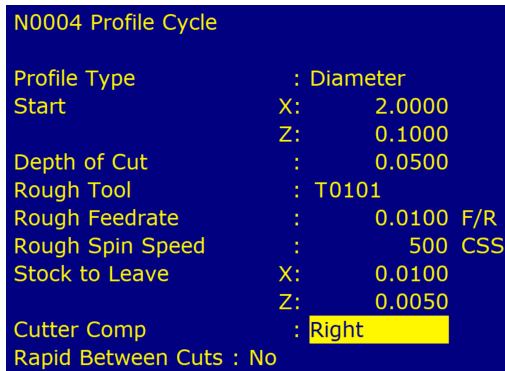 N0004 Profile Cycle
Profile Type : Diameter
Start X: 2.0000
Z: 0.1000
Depth of Cut : 0.0500
Rough Tool : T0101
Rough Feedrate : 0.0100 F/R
Rough Spin Speed : 500 CSS
Stock to Leave X: 0.0100
Z: 0.0050
Cutter Comp : Right
Rapid Between Cuts : No